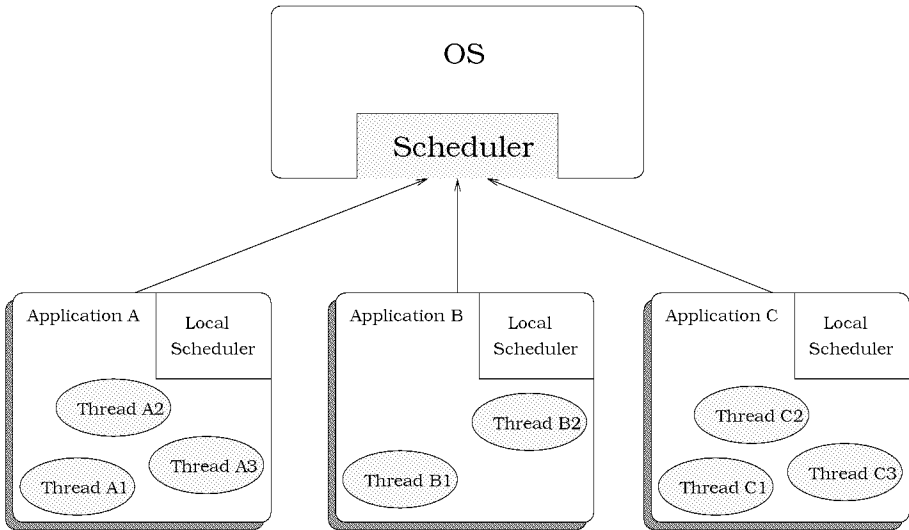 OS
Scheduler
Application A
Local
Scheduler
Thread A2
Thread A3
Thread A1
Application B
Local
Scheduler
Thread B2
Thread B1
Application C
Local
Scheduler
Thread C2
Thread C3
Thread C1